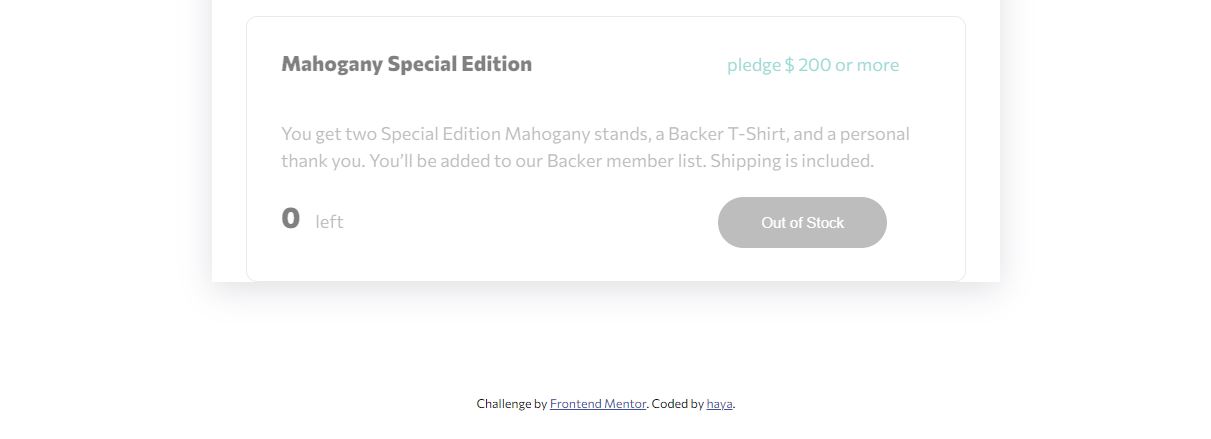 Mahogany Special Edition
pledge $ 200 or more
You get two Special Edition Mahogany stands, a Backer T-Shirt, and a personal
thank you. You’ll be added to our Backer member list. Shipping is included.
0 left
Out of Stock
Challenge by Frontend Mentor. Coded by haya.